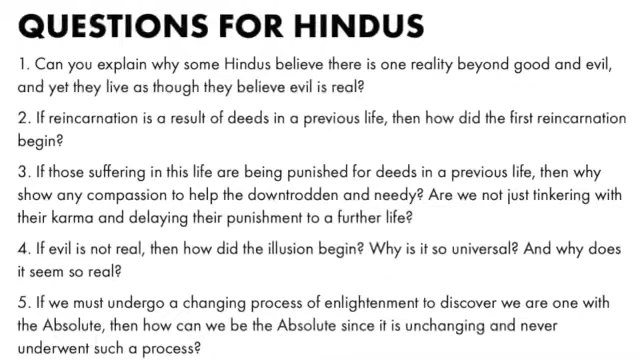 QUESTIONS FOR HINDUS
1. Can you explain why some Hindus believe there is one reality beyond good and evil,
and yet they live as though they believe evil is real?
2. If reincarnation is a result of deeds in a previous life, then how did the first reincarnation
begin?
3. If those suffering in this life are being punished for deeds in a previous life, then why
show any compassion to help the downtrodden and needy? Are we not just tinkering with
their karma and delaying their punishment to a further life?
4. If evil is not real, then how did the illusion begin? Why is it so universal? And why does
it seem so real?
5. If we must undergo a changing process of enlightenment to discover we are one with
the Absolute, then how can we be the Absolute since it is unchanging and never
underwent such a process?